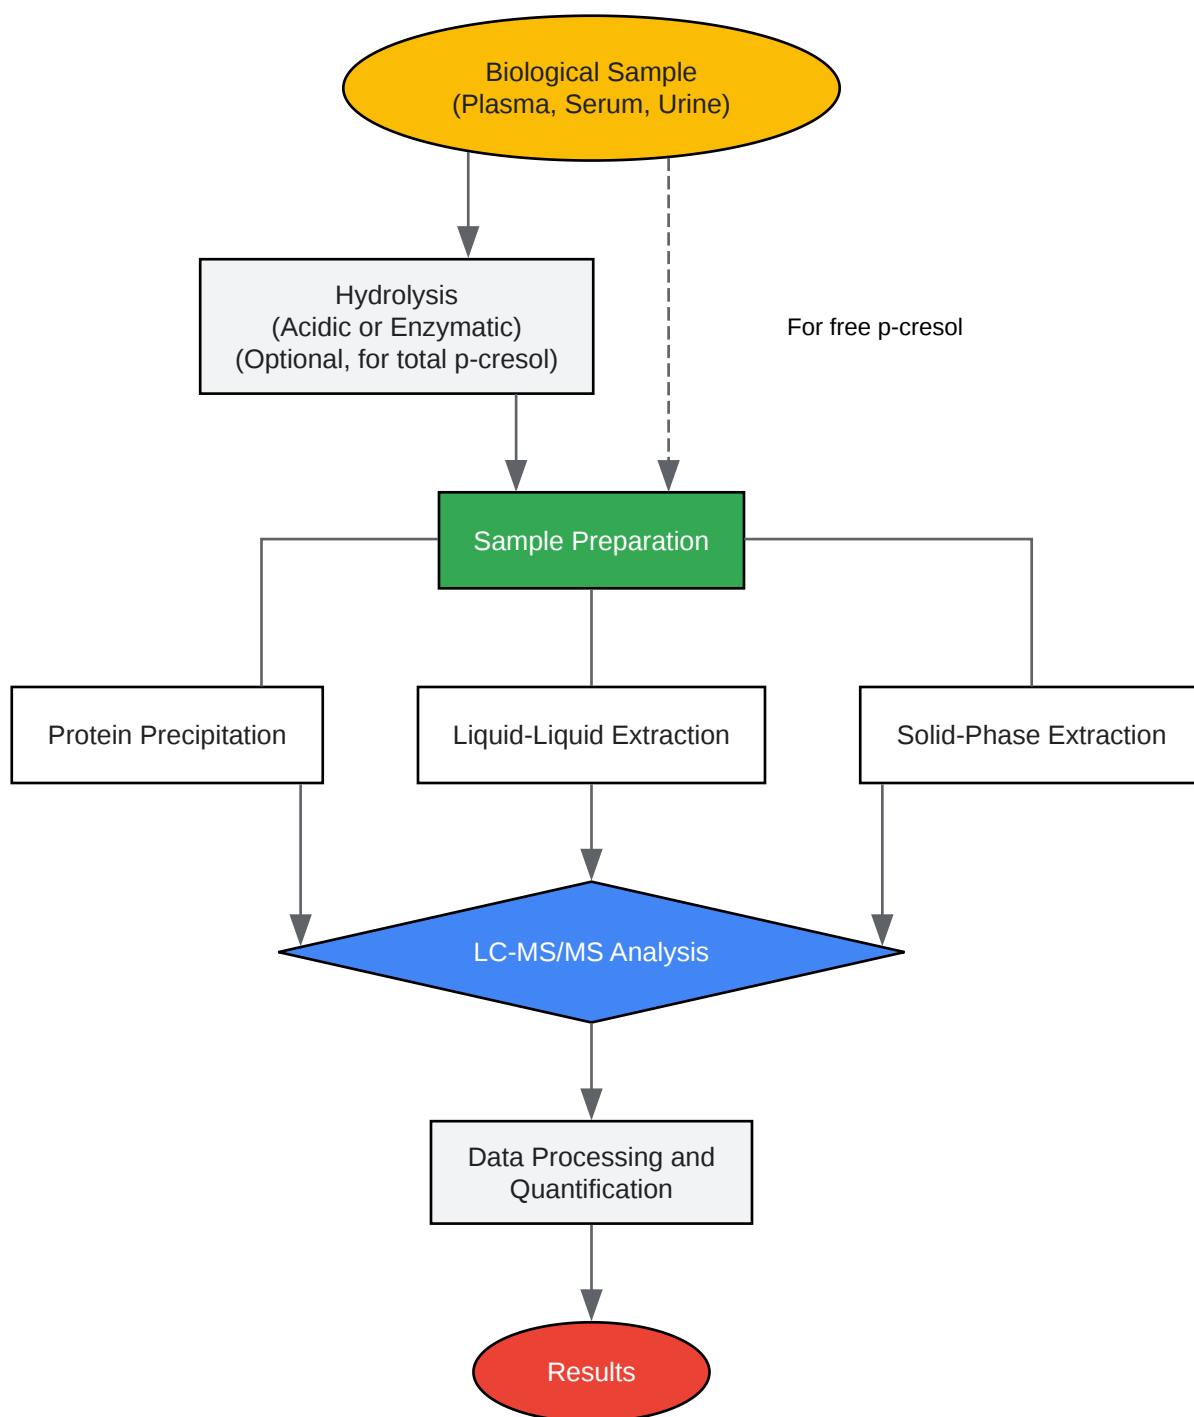 Biological Sample
(Plasma, Serum, Urine)
Hydrolysis
(Acidic or Enzymatic)
(Optional, for total p-cresol)
For free p-cresol
Sample Preparation
Protein Precipitation
Liquid-Liquid Extraction
Solid-Phase Extraction
LC-MS/MS Analysis
Data Processing and
Quantification
Results